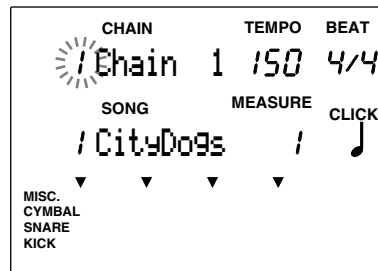 CHAIN TEMPO BEAT
1 Chain 1 150 4/4
SONG MEASURE CLICK
1 CityDogs 1
MISC.
CYMBAL
SNARE
KICK